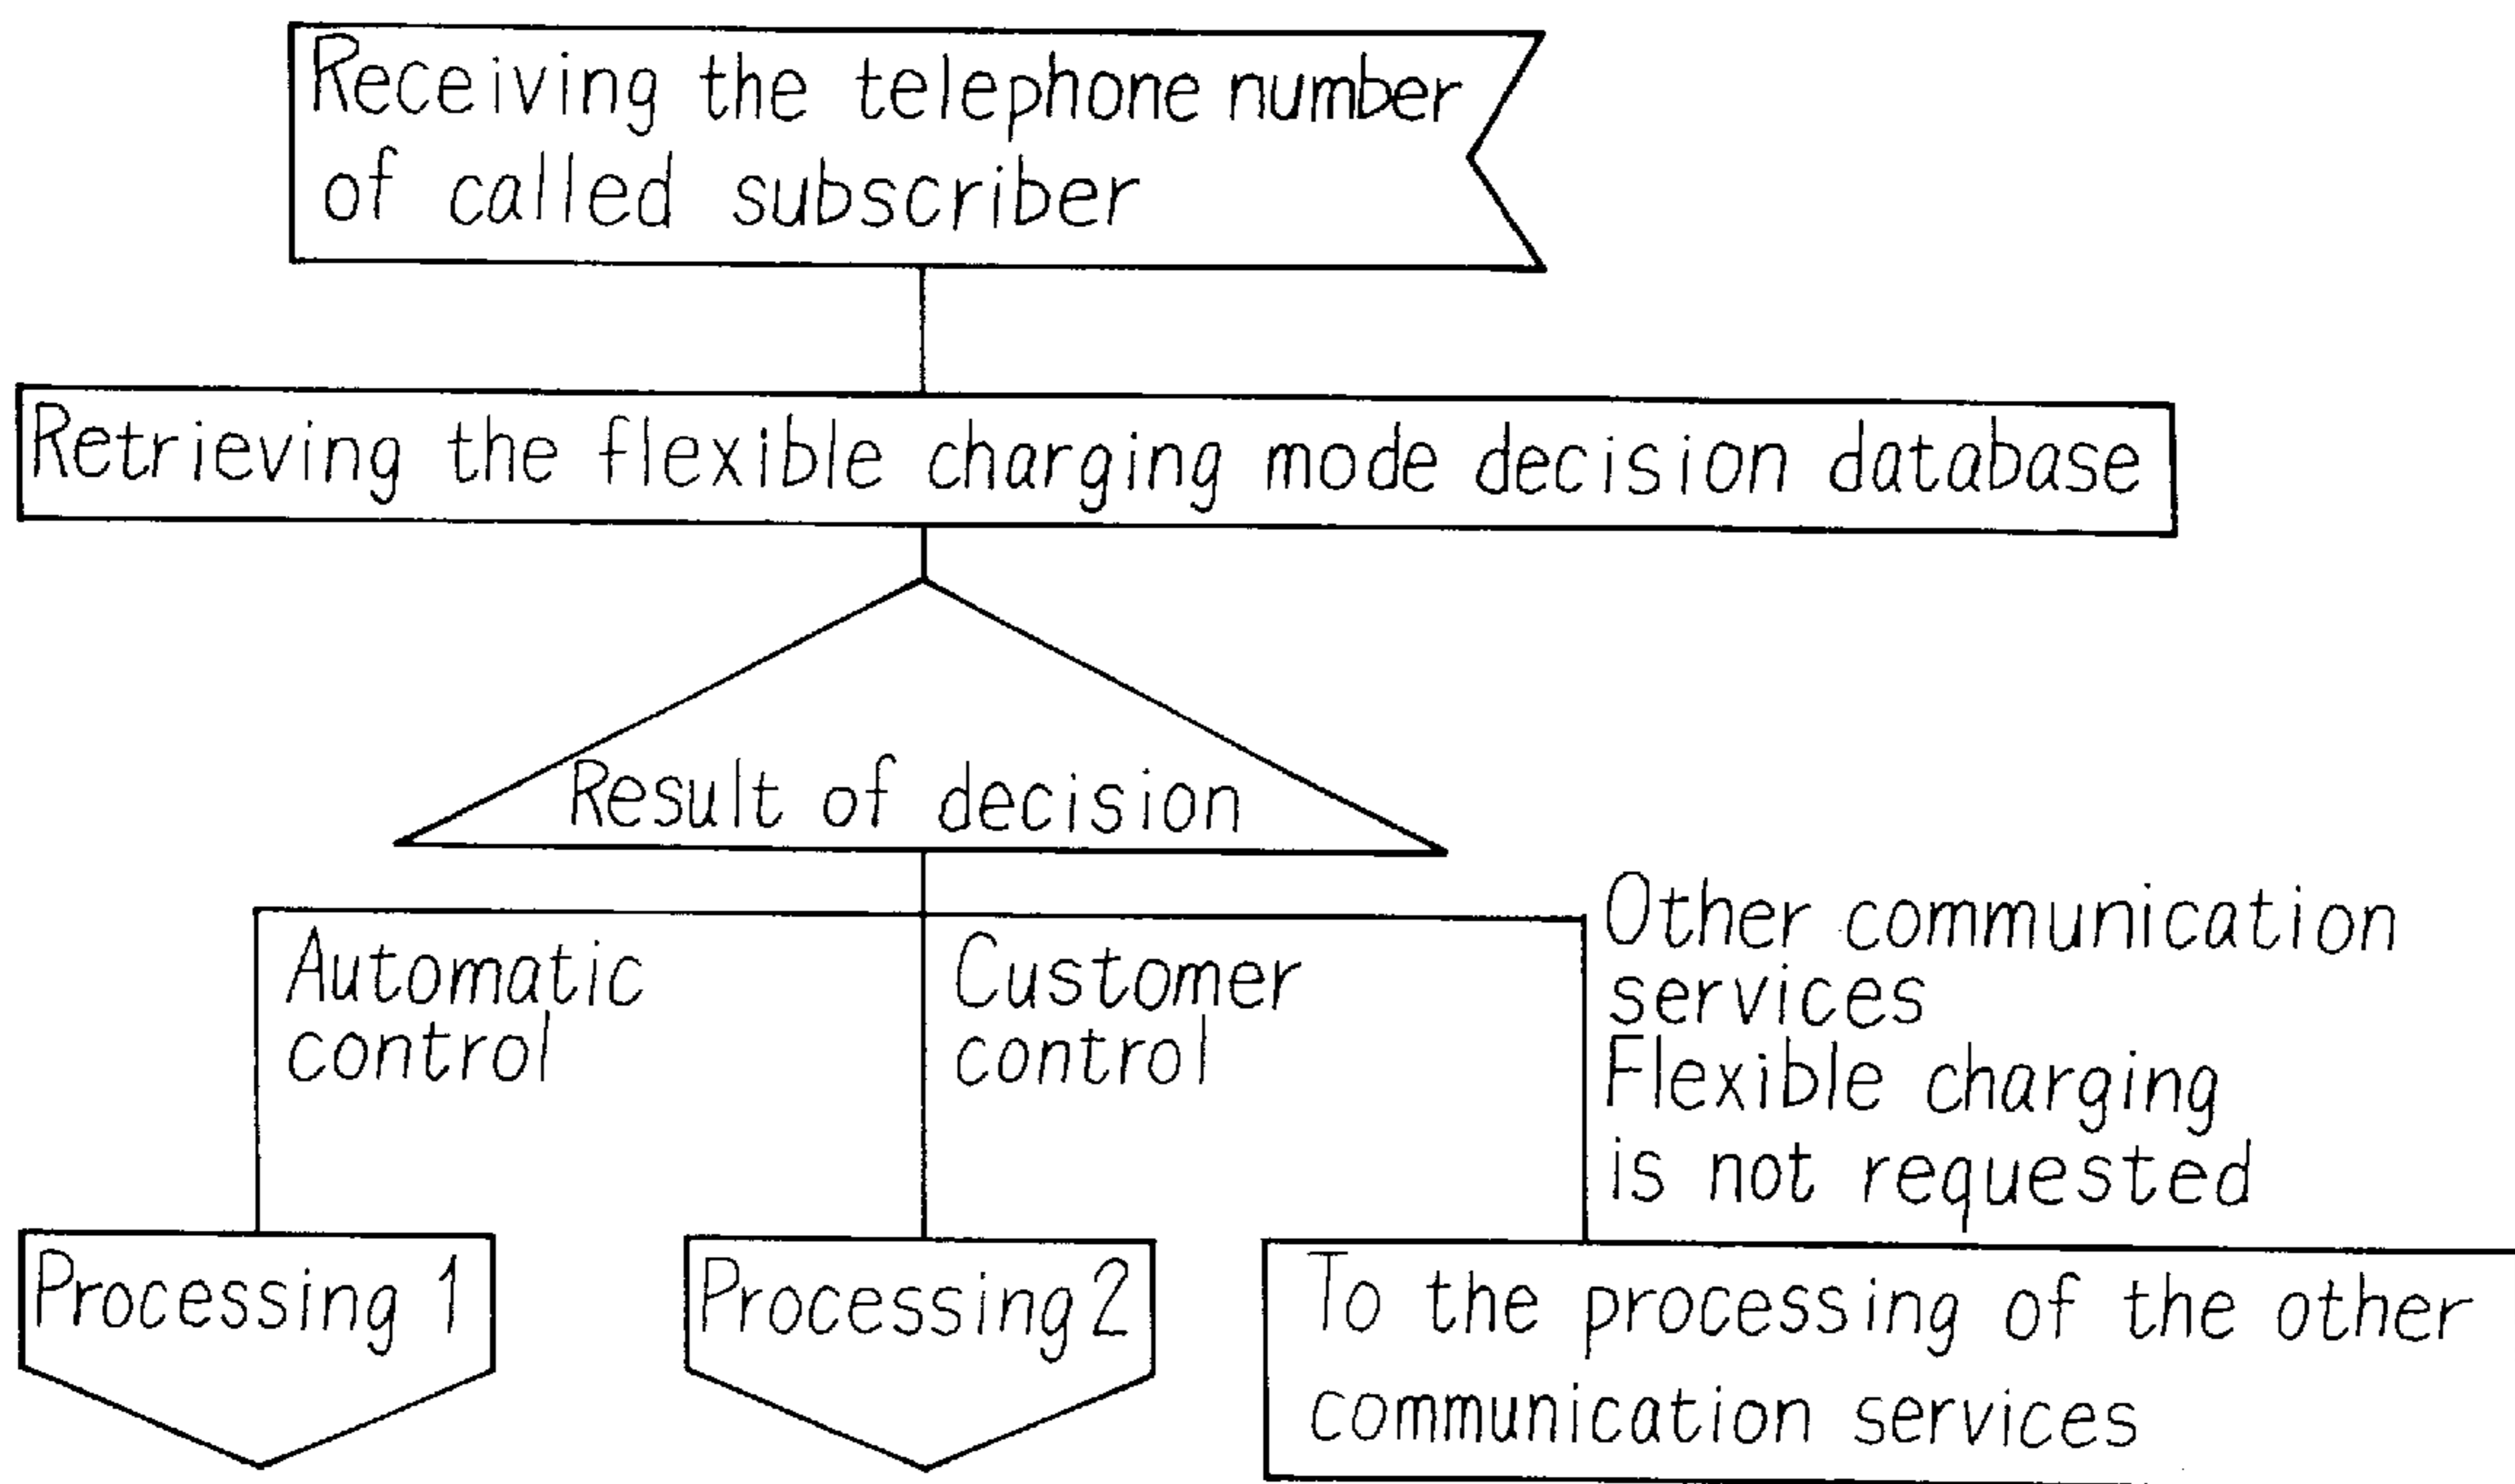 Receiving the telephone number
of called subscriber
Retrieving the flexible charging mode decision database
Result of decision
Automatic
control
Customer
control
Other communication
services
Flexible charging
is not requested
Processing 1
Processing 2
To the processing of the other
communication services